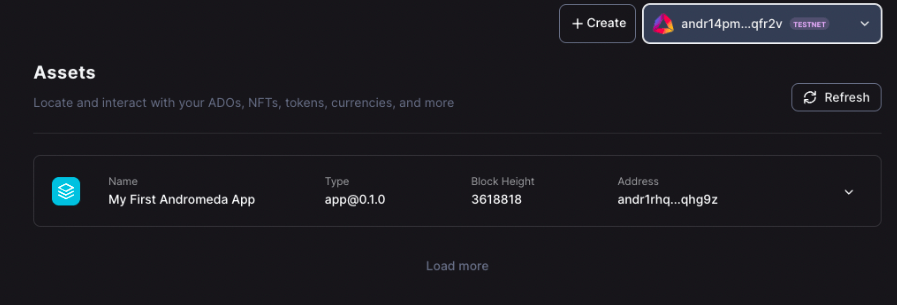 + Create
andr14pm...qfr2v TESTNET
Assets
Locate and interact with your ADOs, NFTs, tokens, currencies, and more
Refresh
Name Type Block Height Address
My First Andromeda App app@0.1.0 3618818 andr1rhq...qhg9z
Load more